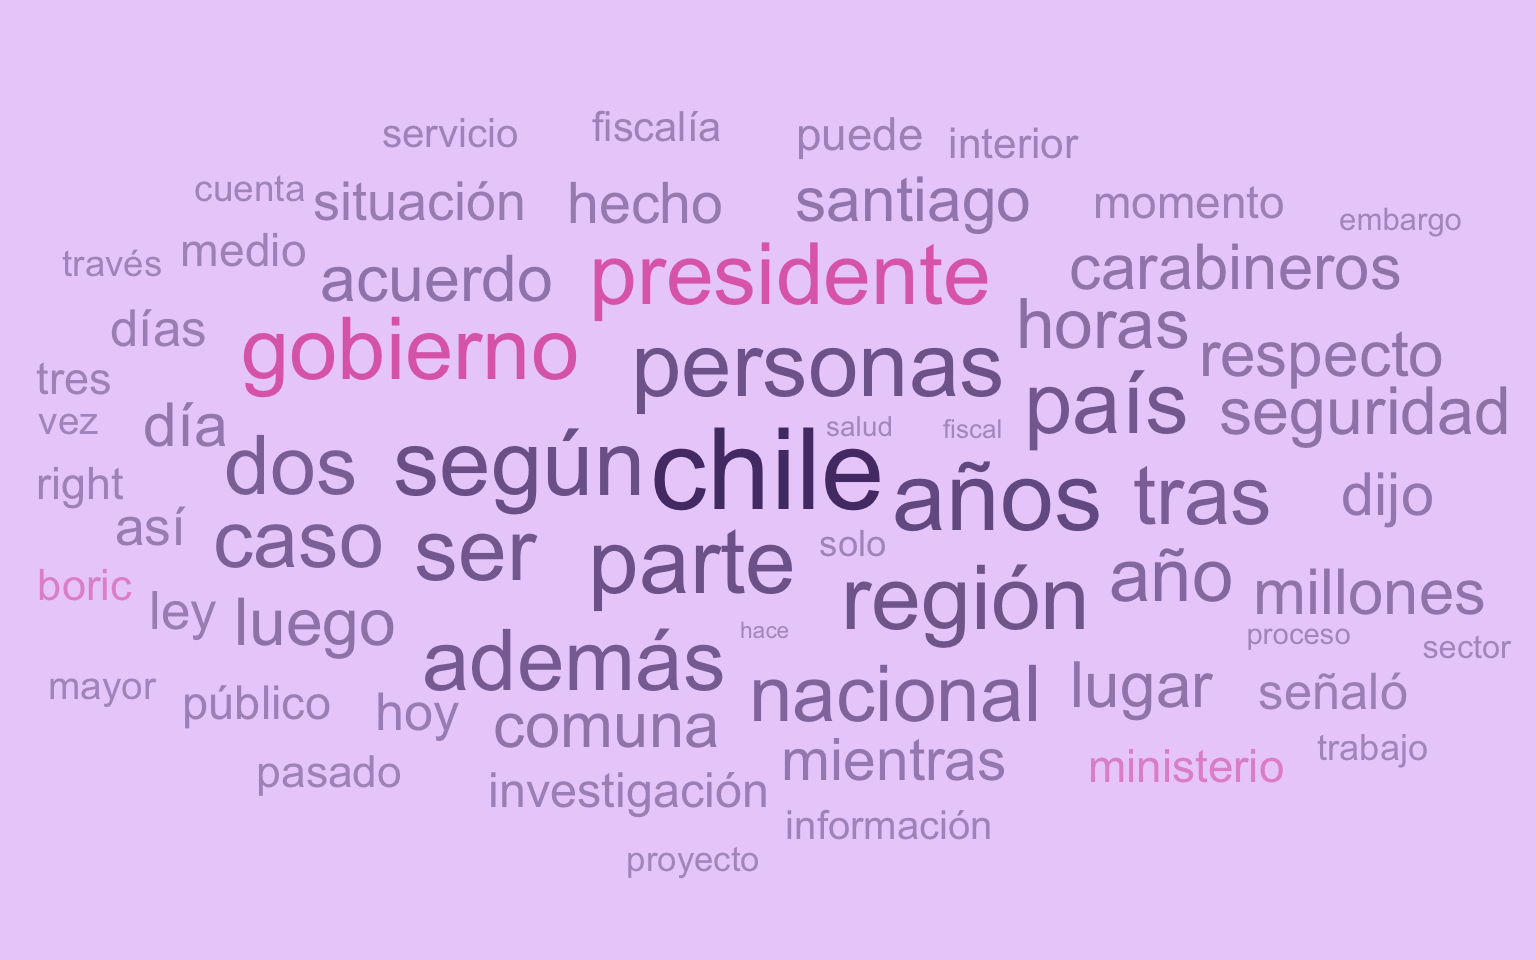 servicio fiscalía puede interior
cuenta situación hecho santiago momento embargo
través medio acuerdo presidente carabineros
días gobierno personas horas respecto
tres país seguridad
vez día salud fiscal
right dos según chile años tras dijo
así caso ser parte solo región año millones
boric ley luego hace proceso sector
mayor público hoy además nacional lugar señaló
comuna mientras ministerio trabajo
pasado investigación información
proyecto